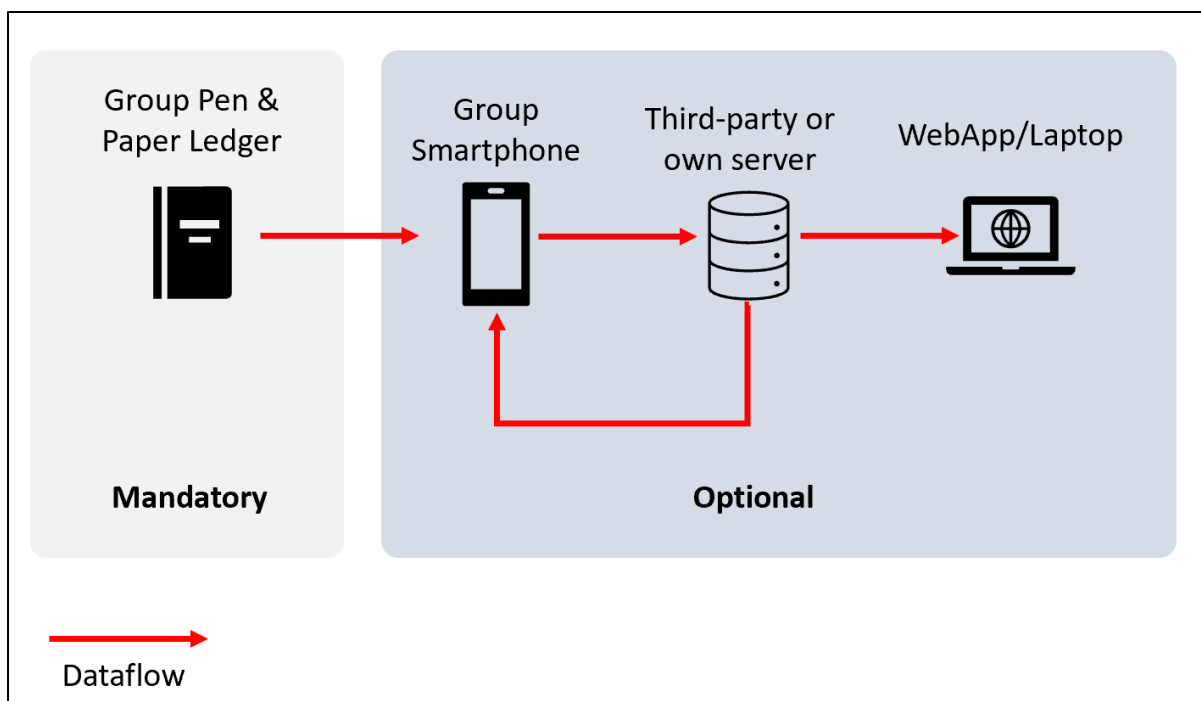 Group Pen &
Paper Ledger
Group
Smartphone
Third-party or
own server
WebApp/Laptop
Mandatory
Optional
Dataflow